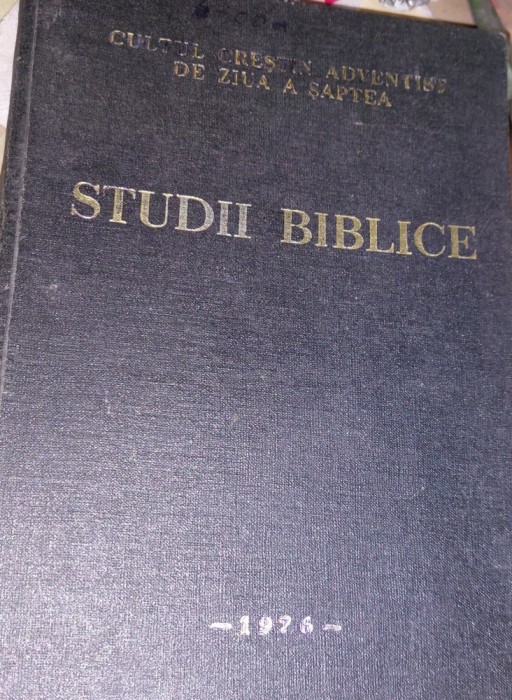 CULTUL CREȘTIN ADVENTIST
DE ZIUA A ȘAPTEA
STUDII BIBLICE
-1976-